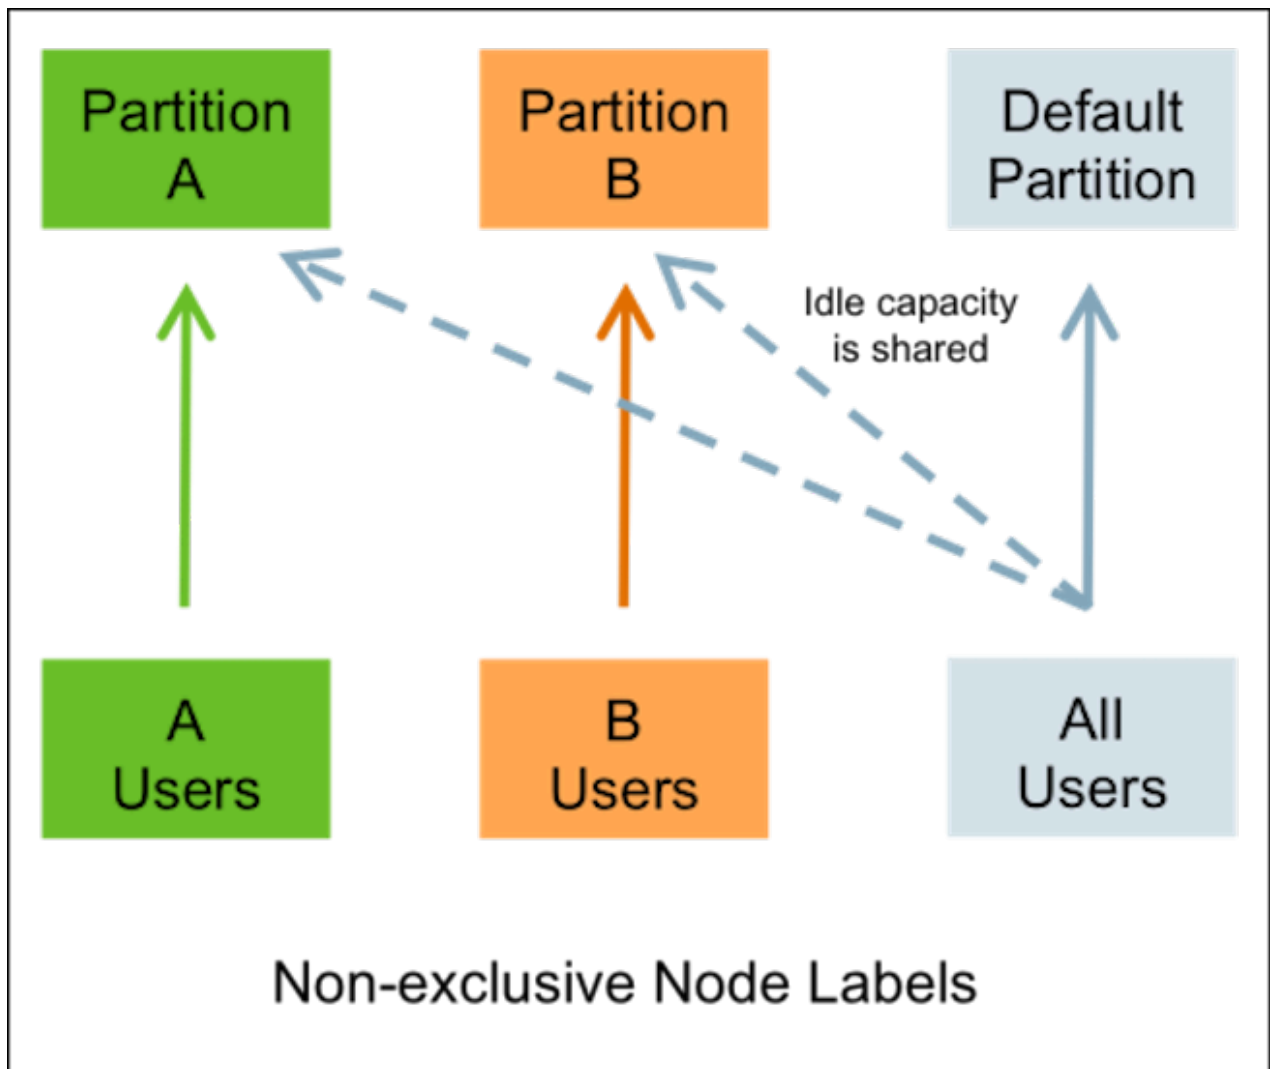 Partition
A
Partition
B
Default
Partition
Idle capacity
is shared
A
Users
B
Users
All
Users
Non-exclusive Node Labels